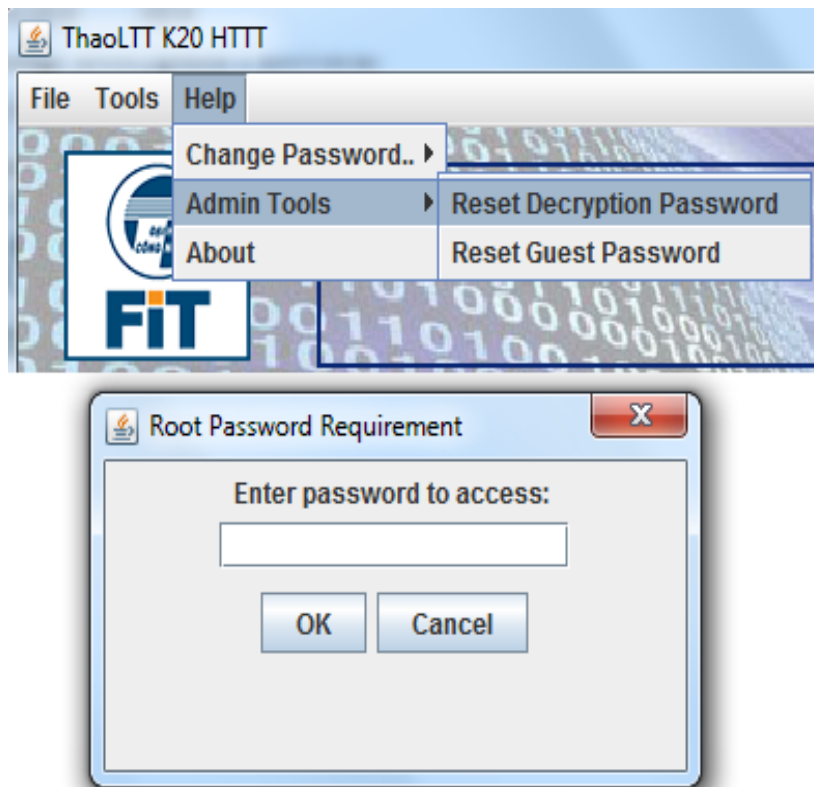 ThaoLTT K20 HTTT
File Tools Help
Change Password..
Admin Tools
Reset Decryption Password
About
Reset Guest Password
FiT
Root Password Requirement
Enter password to access:
OK Cancel